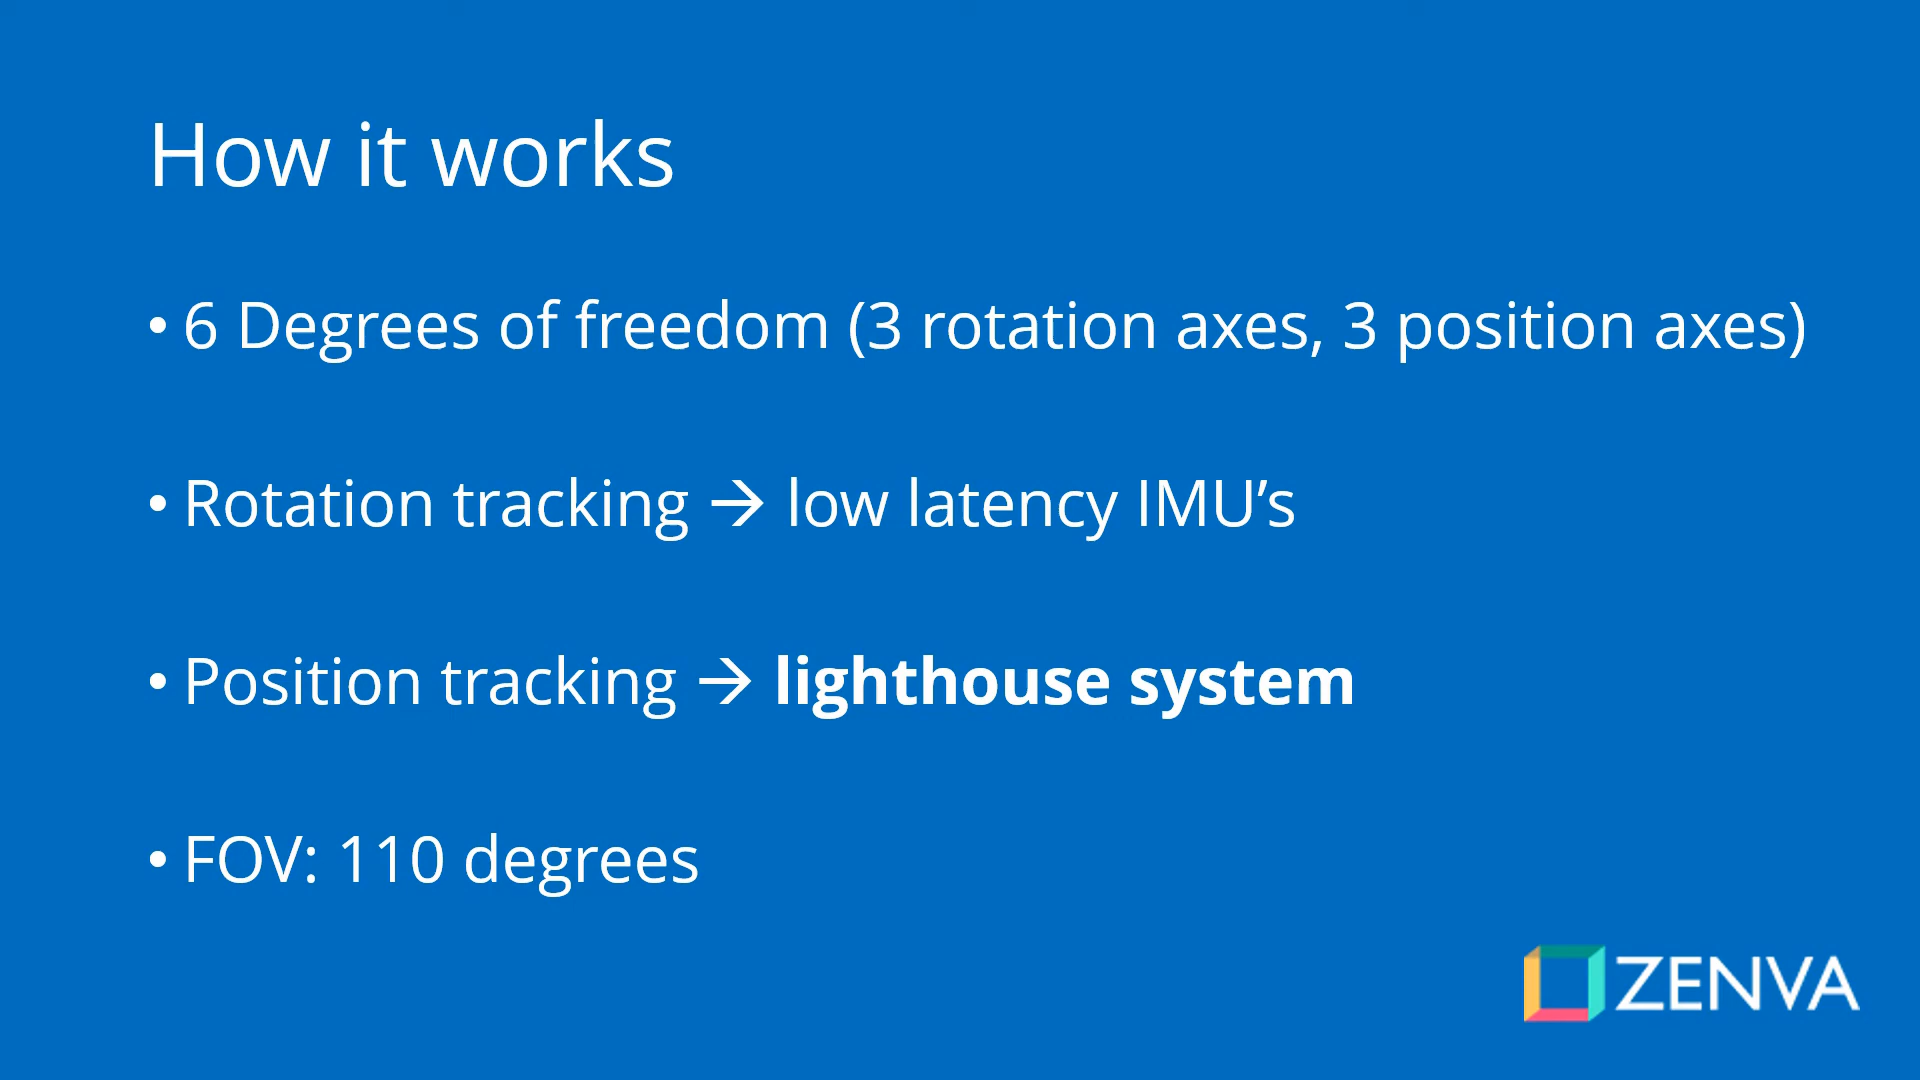 How it works
• 6 Degrees of freedom (3 rotation axes, 3 position axes)
• Rotation tracking → low latency IMU’s
• Position tracking → lighthouse system
• FOV: 110 degrees
ZENVA